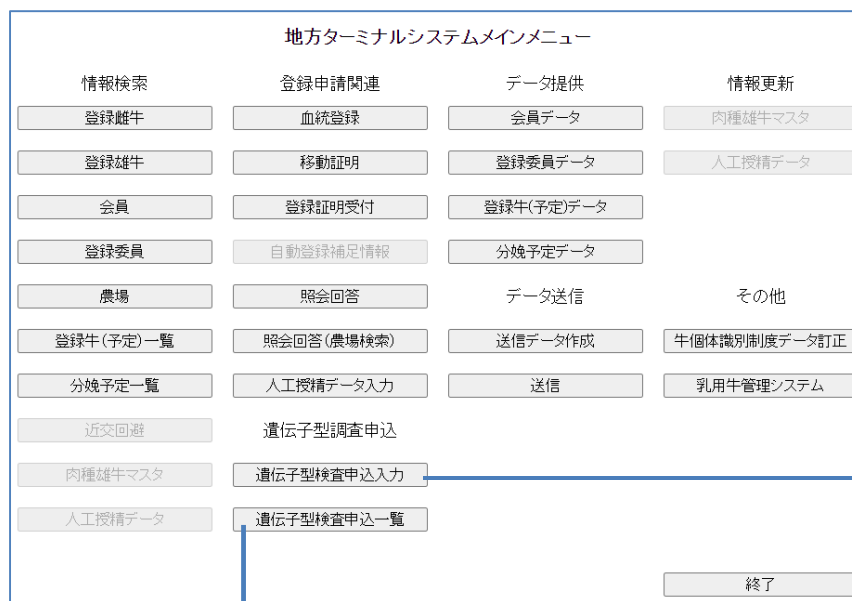 地方ターミナルシステムメインメニュー
情報検索 登録申請関連 データ提供 情報更新
登録雌牛 血統登録 会員データ 肉種雄牛マスタ
登録雄牛 移動証明 登録委員データ 人工授精データ
会員 登録証明受付 登録牛(予定)データ
登録委員 自動登録補足情報 分娩予定データ
農場 照会回答 データ送信 その他
登録牛(予定)一覧 照会回答(農場検索) 送信データ作成 牛個体識別制度データ訂正
分娩予定一覧 人工授精データ入力 送信 乳用牛管理システム
近交回避 遺伝子型調査申込
肉種雄牛マスタ 遺伝子型検査申込入力
人工授精データ 遺伝子型検査申込一覧
終了